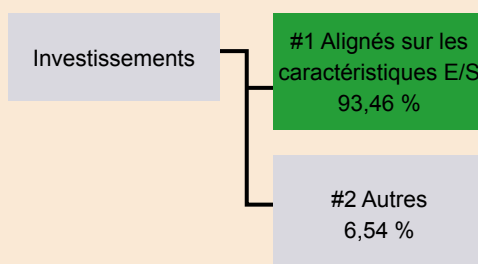 Investissements
#1 Alignés sur les
caractéristiques E/S
93,46 %
#2 Autres
6,54 %